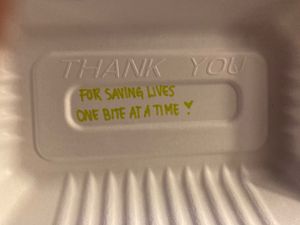 THANK YOU
FOR SAVING LIVES
ONE BITE AT A TIME